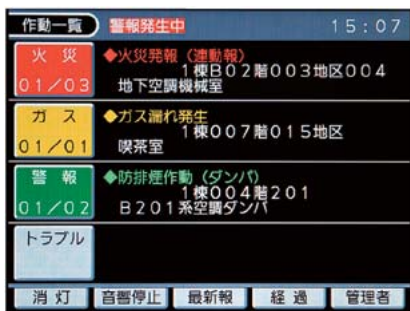 作動一覧 警報発生中 15:07
火災 ◆火災発報（連動報）
1棟B02階003地区004
01/03 地下空調機械室
ガス ◆ガス漏れ発生
1棟007階015地区
01/01 喫茶室
警報 ◆防排煙作動（ダンパ）
1棟004階201
01/02 B201系空調ダンパ
トラブル
消灯 音響停止 最新報 経過 管理者